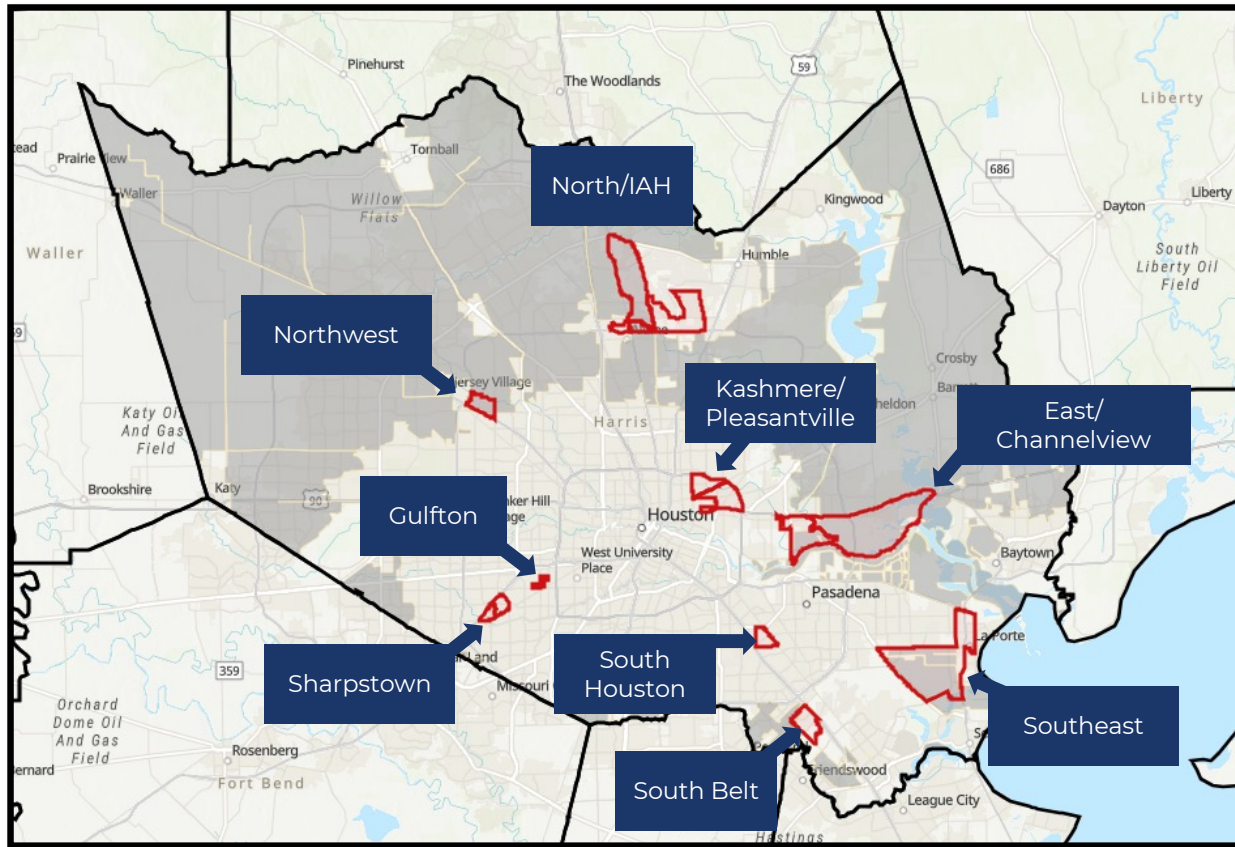 Pinehurst
59
The Woodlands
Liberty
Tomball
Prairie View
Waller
686
Willow
Flats
North/IAH
Kingwood
Dayton
Liberty
Waller
Humble
South
Liberty Oil
Field
Northwest
Jersey Village
Crosby
Kashmere/
Pleasantville
East/
Channelview
Sheldon
Katy Oil
And Gas
Field
Harris
Brookshire
Katy
90
Gulfton
Houston
West University
Place
Baytown
Pasadena
La Porte
Sharpstown
South
Houston
359
Southeast
Orchard
Dome Oil
And Gas
Field
Rosenberg
Fort Bend
South Belt
Friendswood
League City
Hastings